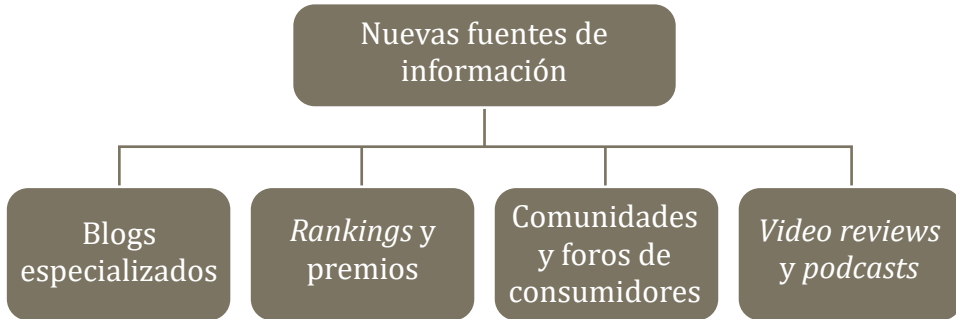 Nuevas fuentes de
información
Blogs
especializados
Rankings y
premios
Comunidades
y foros de
consumidores
Video reviews
y podcasts